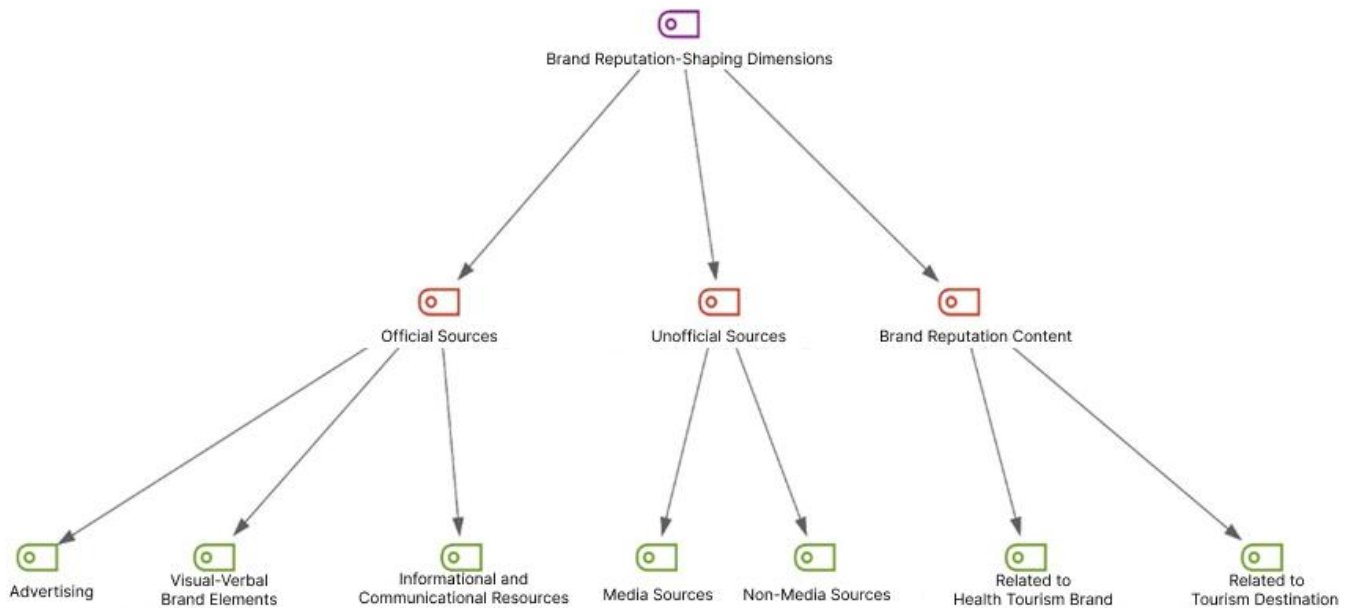 Brand Reputation-Shaping Dimensions
Official Sources
Unofficial Sources
Brand Reputation Content
Advertising
Visual-Verbal
Brand Elements
Informational and
Communicational Resources
Media Sources
Non-Media Sources
Related to
Health Tourism Brand
Related to
Tourism Destination